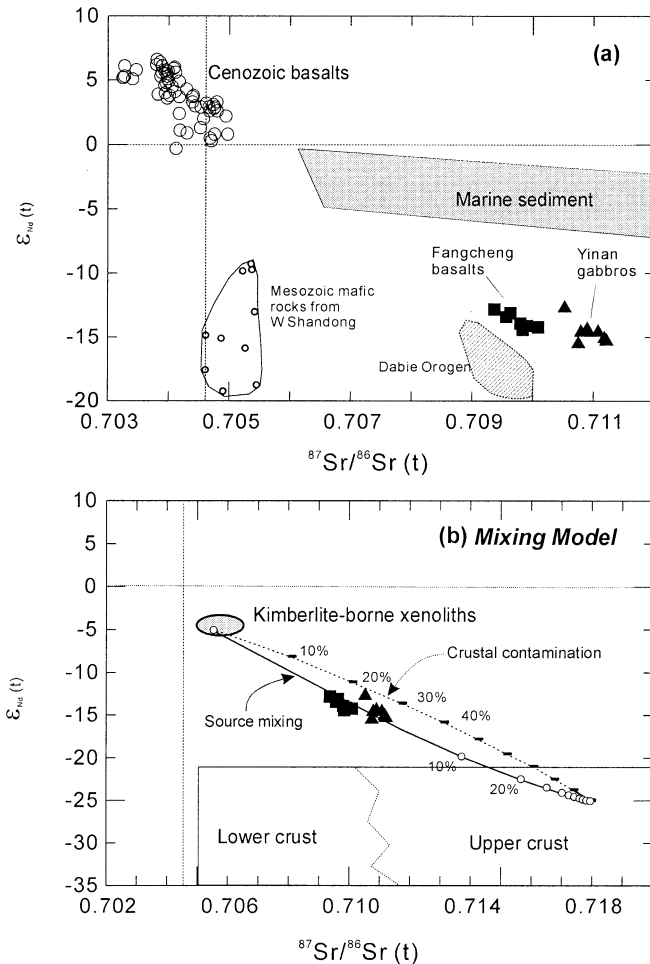 (a)
10
5
0
-5
-10
-15
-20
εNd (t)
Cenozoic basalts
Marine sediment
Fangcheng
basalts
Yinan
gabbros
Mesozoic mafic
rocks from
W Shandong
Dabie Orogen
0.703
0.705
0.707
0.709
0.711
87Sr/86Sr (t)
(b) Mixing Model
10
5
0
-5
-10
-15
-20
-25
-30
-35
εNd (t)
Kimberlite-borne xenoliths
10%
20%
Crustal contamination
30%
40%
Source mixing
10%
20%
Lower crust
Upper crust
0.702
0.706
0.710
0.714
0.718
87Sr/86Sr (t)